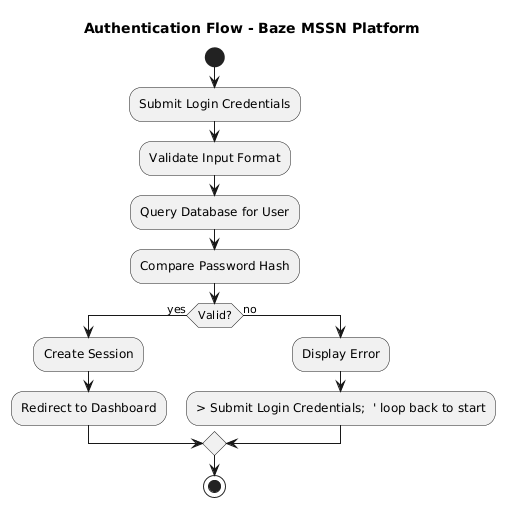 Authentication Flow - Baze MSSN Platform
Submit Login Credentials
Validate Input Format
Query Database for User
Compare Password Hash
Valid?
yes
no
Create Session
Display Error
Redirect to Dashboard
> Submit Login Credentials;  ' loop back to start